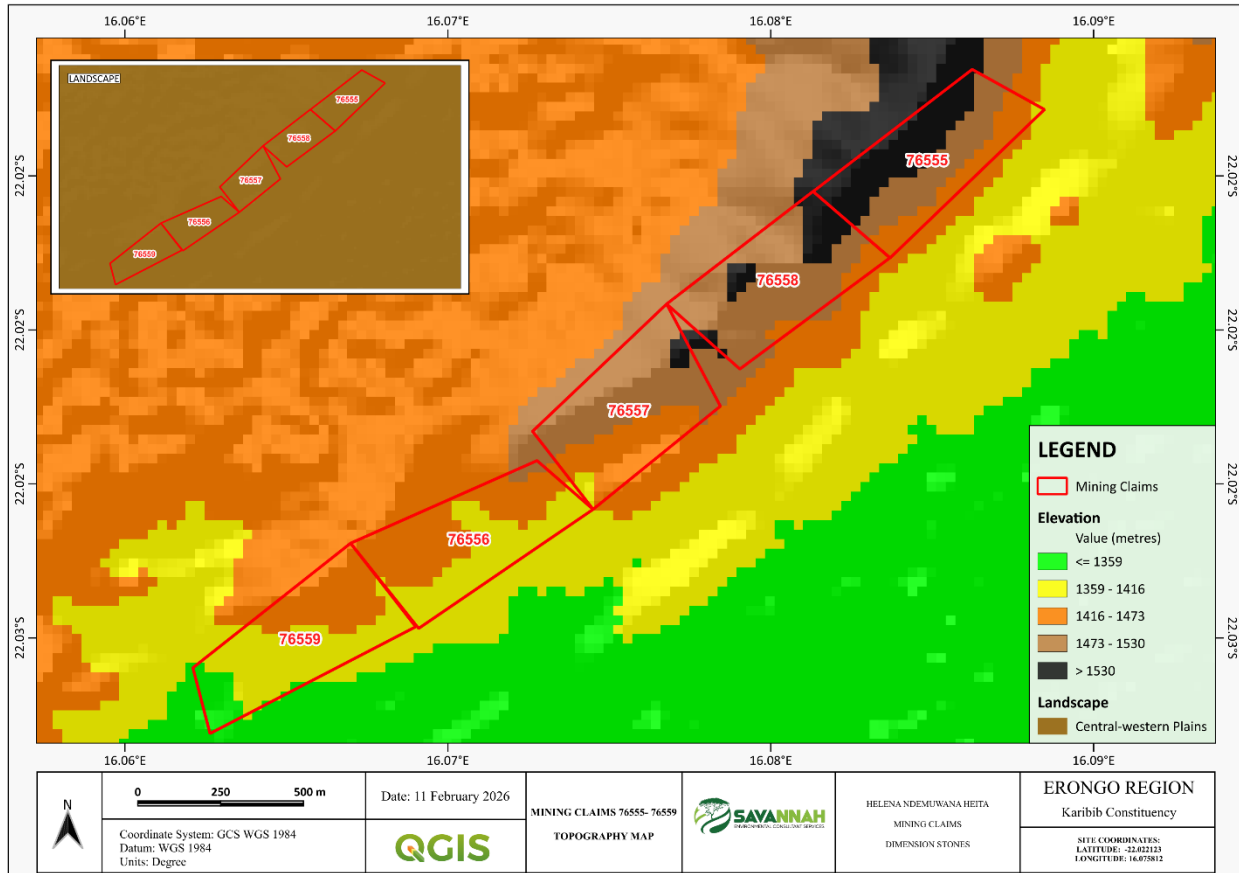 16.06°E 16.07°E 16.08°E 16.09°E
LANDSCAPE
76555
76558
76557
76556
76559
76555
76558
76557
76556
76559
22.02°S 22.02°S
22.02°S 22.02°S
22.02°S 22.02°S
22.03°S 22.03°S
LEGEND
Mining Claims
Elevation
Value (metres)
<= 1359
1359 - 1416
1416 - 1473
1473 - 1530
> 1530
Landscape
Central-western Plains
16.06°E 16.07°E 16.08°E 16.09°E
N
0 250 500 m
Coordinate System: GCS WGS 1984
Datum: WGS 1984
Units: Degree
Date: 11 February 2026
QGIS
MINING CLAIMS 76555- 76559
TOPOGRAPHY MAP
SAVANNAH
ENVIRONMENTAL CONSULTANT SERVICES
HELENA NDEMUWANA HEITA
MINING CLAIMS
DIMENSION STONES
ERONGO REGION
Karibib Constituency
SITE COORDINATES:
LATITUDE: -22.022123
LONGITUDE: 16.075812